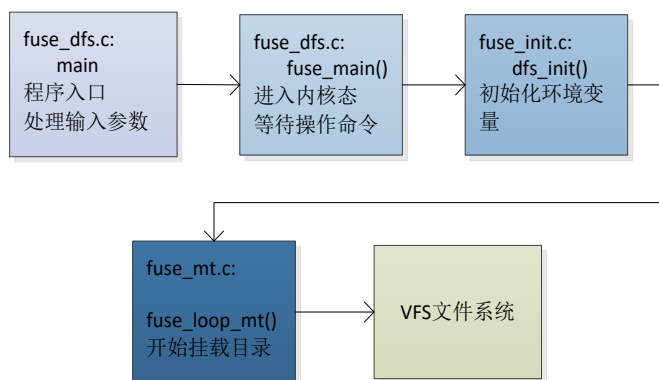 fuse_dfs.c:
main
程序入口
处理输入参数
fuse_dfs.c:
fuse_main()
进入内核态
等待操作命令
fuse_init.c:
dfs_init()
初始化环境变
量
fuse_mt.c:
fuse_loop_mt()
开始挂载目录
VFS文件系统